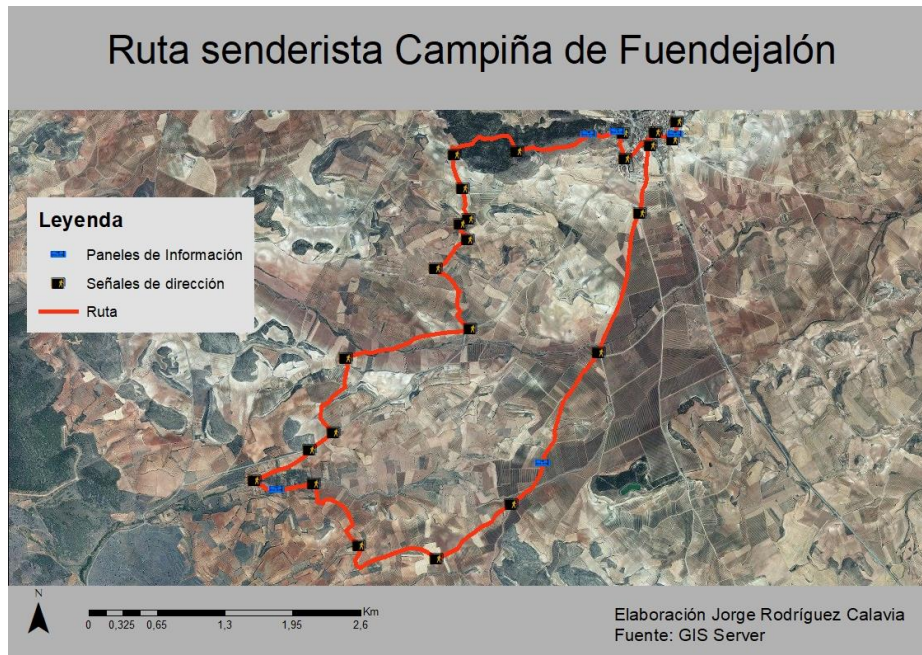 Ruta senderista Campiña de Fuendejalón
Leyenda
Paneles de Información
Señales de dirección
Ruta
N
Km
0 0,325 0,65 1,3 1,95 2,6
Elaboración Jorge Rodríguez Calavia
Fuente: GIS Server